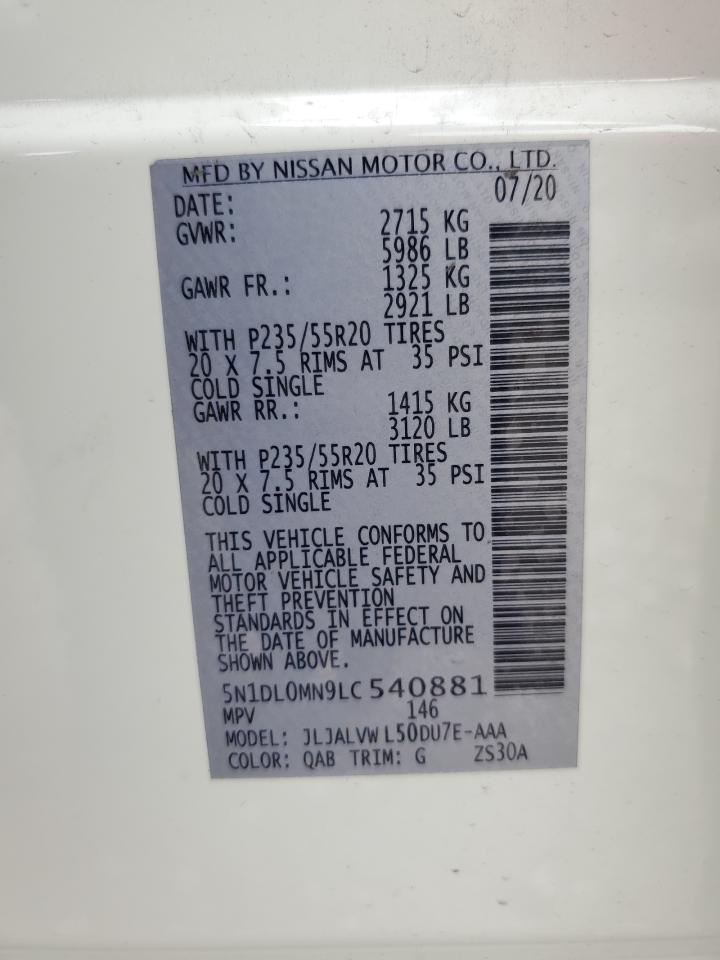 MFD BY NISSAN MOTOR CO., LTD.
DATE: 07/20
GVWR: 2715 KG
5986 LB
GAWR FR.: 1325 KG
2921 LB
WITH P235/55R20 TIRES
20 X 7.5 RIMS AT 35 PSI
COLD SINGLE
GAWR RR.: 1415 KG
3120 LB
WITH P235/55R20 TIRES
20 X 7.5 RIMS AT 35 PSI
COLD SINGLE
THIS VEHICLE CONFORMS TO
ALL APPLICABLE FEDERAL
MOTOR VEHICLE SAFETY AND
THEFT PREVENTION
STANDARDS IN EFFECT ON
THE DATE OF MANUFACTURE
SHOWN ABOVE.
5N1DL0MN9LC 540881
MPV 146
MODEL: JLJALVW L50DU7E-AAA
COLOR: QAB TRIM: G ZS30A